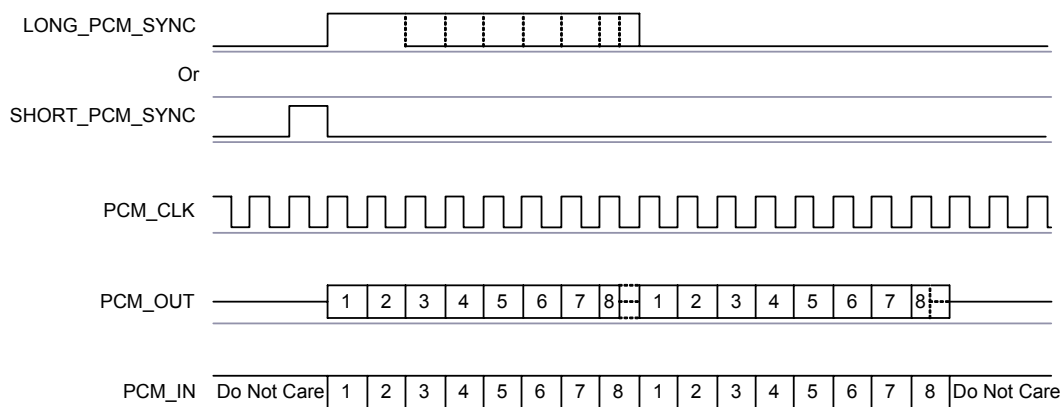 LONG_PCM_SYNC
Or
SHORT_PCM_SYNC
PCM_CLK
PCM_OUT 1 2 3 4 5 6 7 8 1 2 3 4 5 6 7 8
PCM_IN Do Not Care 1 2 3 4 5 6 7 8 1 2 3 4 5 6 7 8 Do Not Care